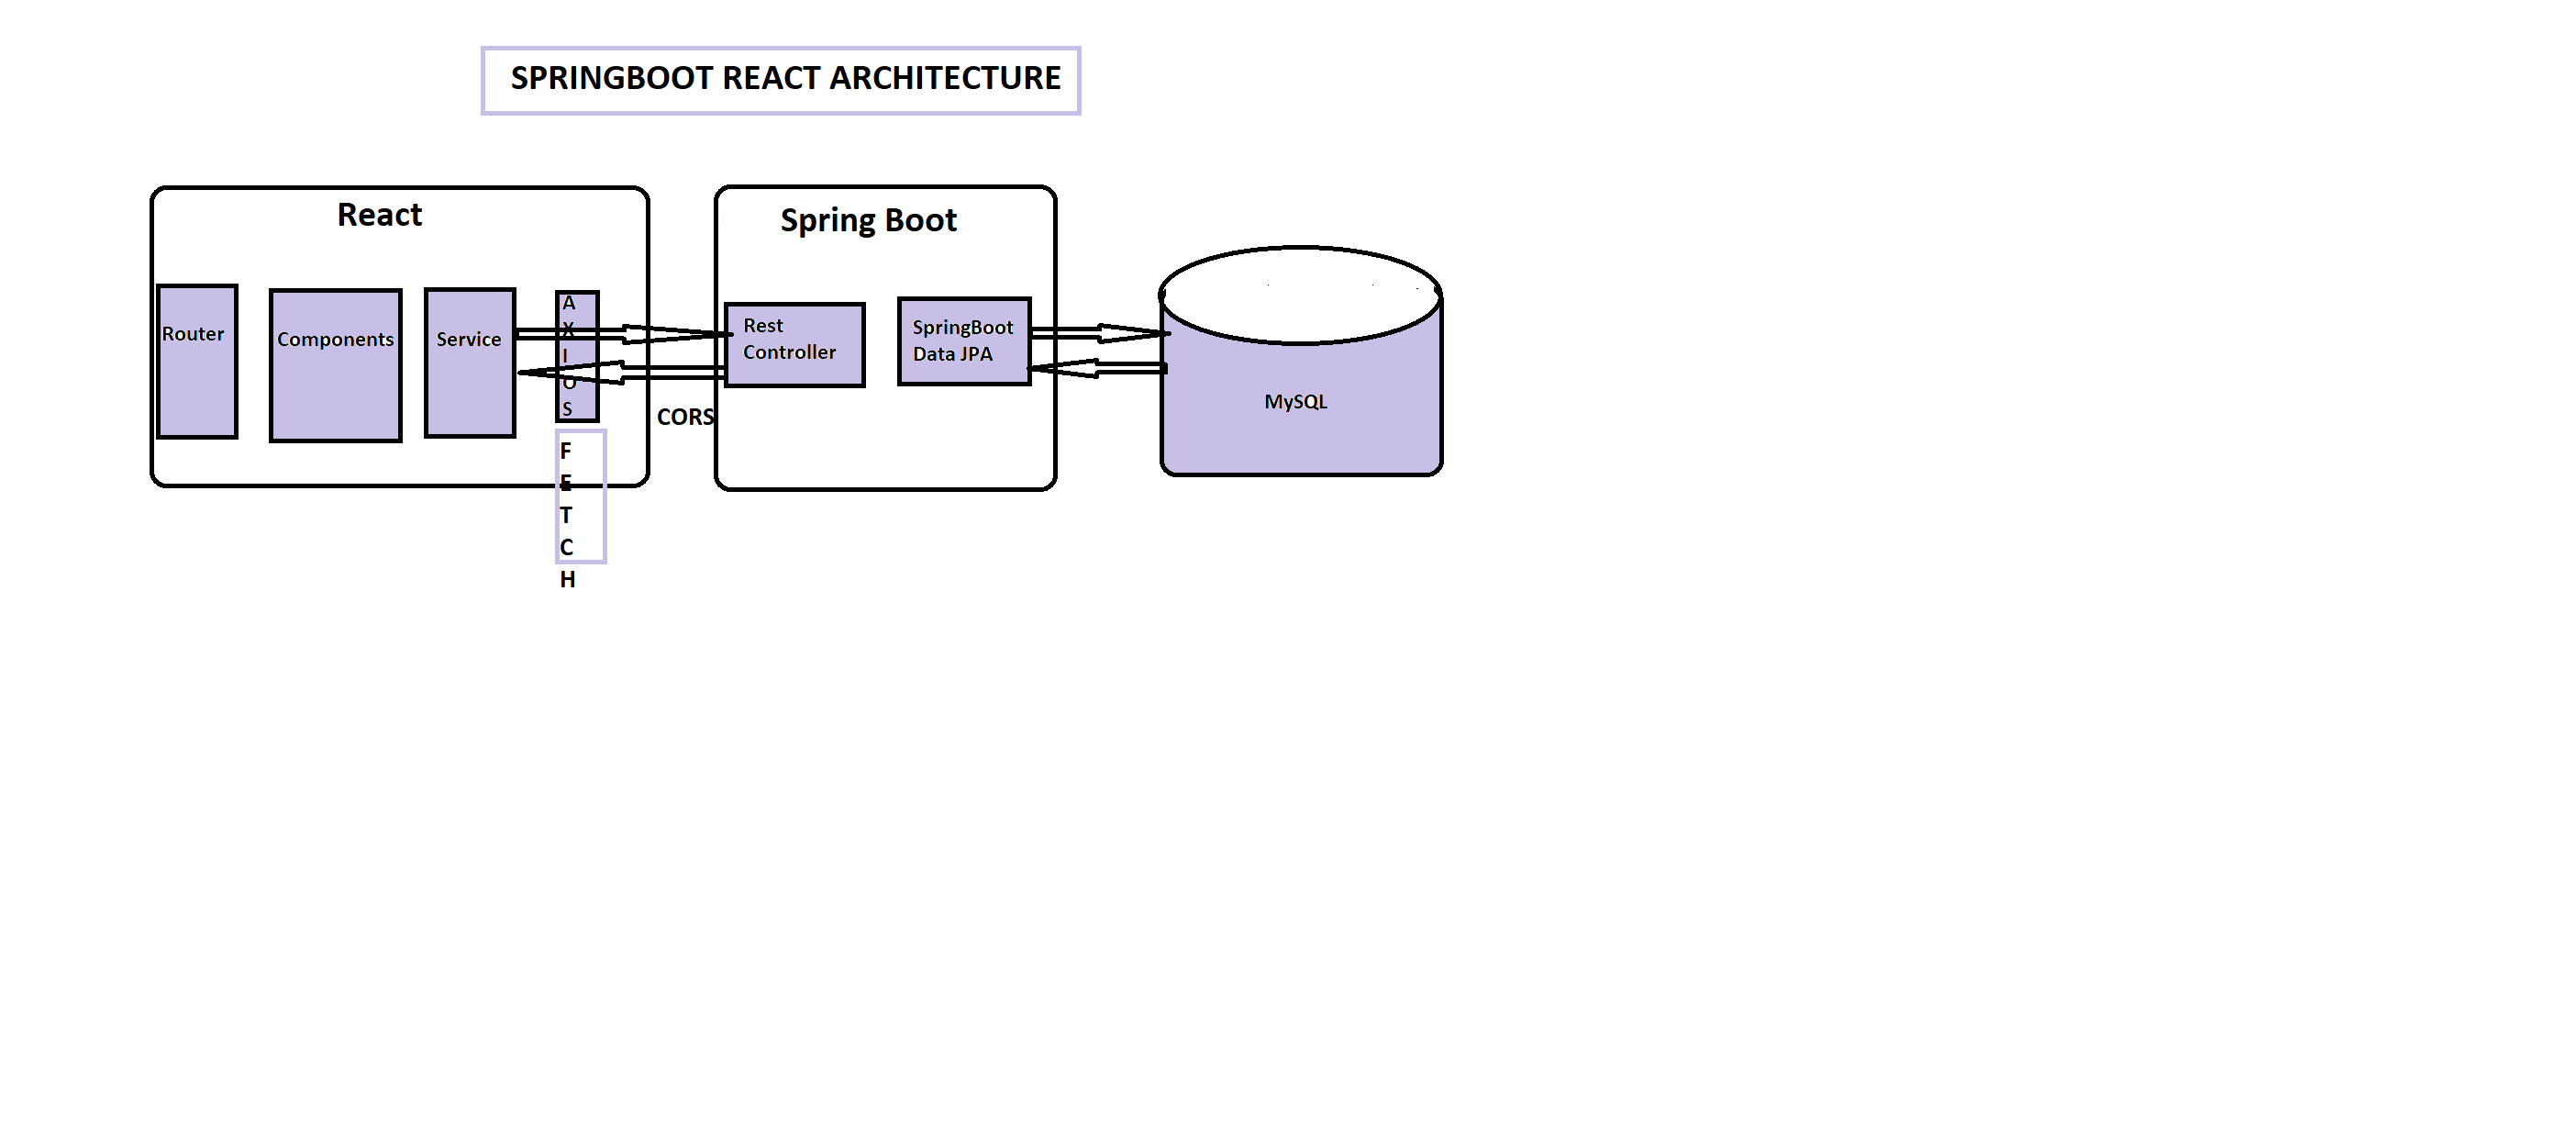 SPRINGBOOT REACT ARCHITECTURE
React
Router
Components
Service
A
X
I
O
S
F
E
T
C
H
CORS
Spring Boot
Rest
Controller
SpringBoot
Data JPA
MySQL